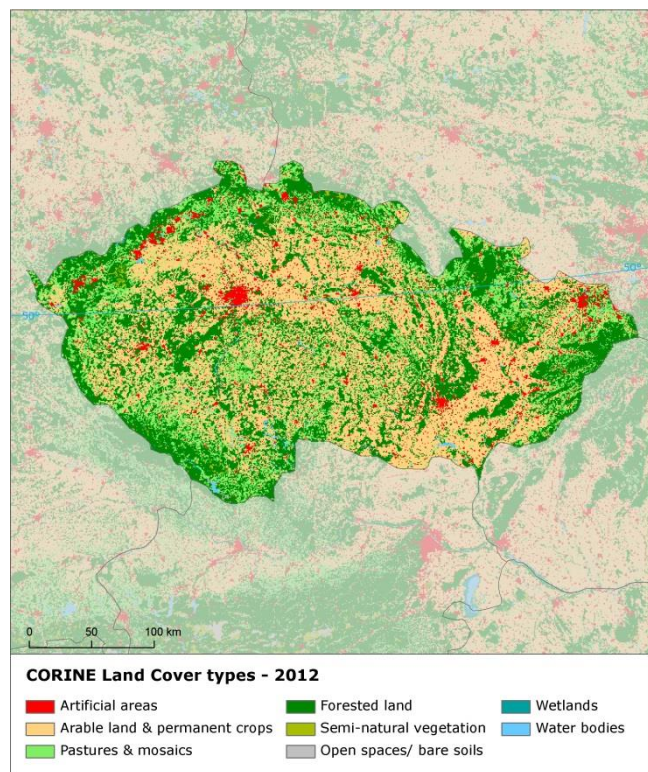 50°
50°
0 50 100 km
CORINE Land Cover types - 2012
Artificial areas
Forested land
Wetlands
Arable land & permanent crops
Semi-natural vegetation
Water bodies
Pastures & mosaics
Open spaces/ bare soils